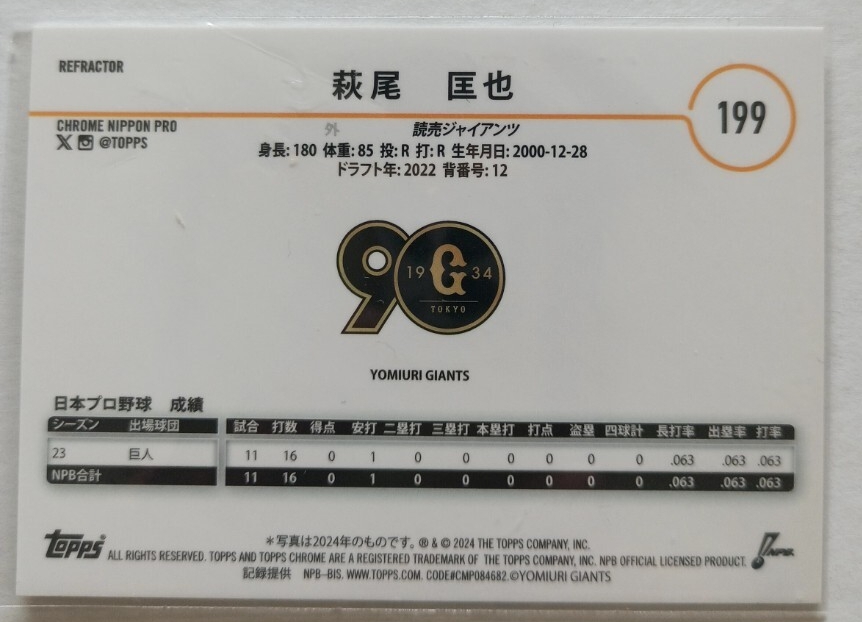 REFRACTOR
萩尾 匡也
199
CHROME NIPPON PRO
X @TOPPS
外 読売ジャイアンツ
身長: 180 体重: 85 投: R 打: R 生年月日: 2000-12-28
ドラフト年: 2022 背番号: 12
90
19 G 34
TOKYO
YOMIURI GIANTS
日本プロ野球 成績
シーズン 出場球団 試合 打数 得点 安打 二塁打 三塁打 本塁打 打点 盗塁 四球計 長打率 出塁率 打率
23 巨人 11 16 0 1 0 0 0 0 0 0 .063 .063 .063
NPB合計 11 16 0 1 0 0 0 0 0 0 .063 .063 .063
Topps
*写真は2024年のものです。 ® & © 2024 THE TOPPS COMPANY, INC.
ALL RIGHTS RESERVED. TOPPS AND TOPPS CHROME ARE A REGISTERED TRADEMARK OF THE TOPPS COMPANY, INC. NPB OFFICIAL LICENSED PRODUCT.
NPB
記録提供 NPB-BIS. WWW.TOPPS.COM. CODE#CMP084682.©YOMIURI GIANTS